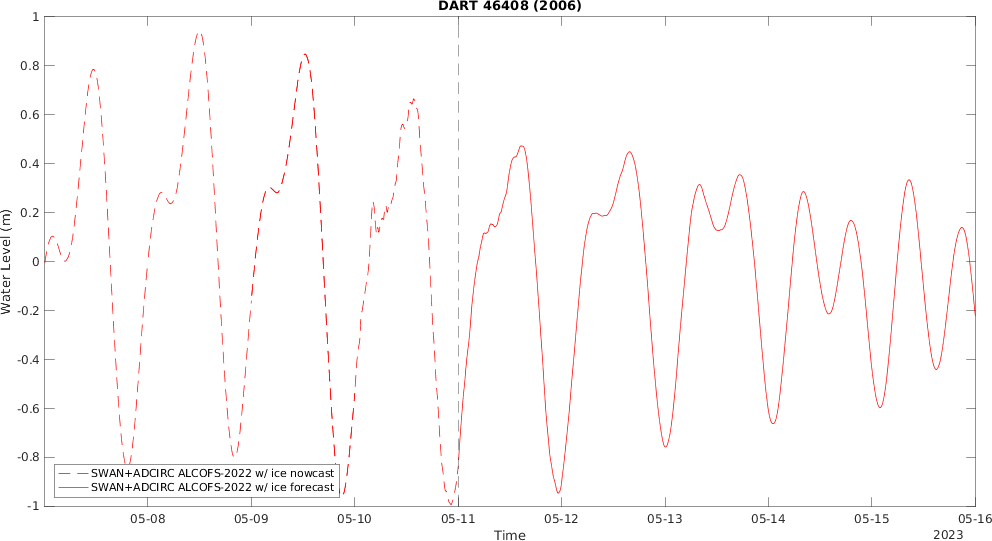 DART 46408 (2006)
1
0.8
0.6
0.4
0.2
0
-0.2
-0.4
-0.6
-0.8
-1
Water Level (m)
SWAN+ADCIRC ALCOFS-2022 w/ ice nowcast
SWAN+ADCIRC ALCOFS-2022 w/ ice forecast
05-08 05-09 05-10 05-11 05-12 05-13 05-14 05-15 05-16
Time
2023